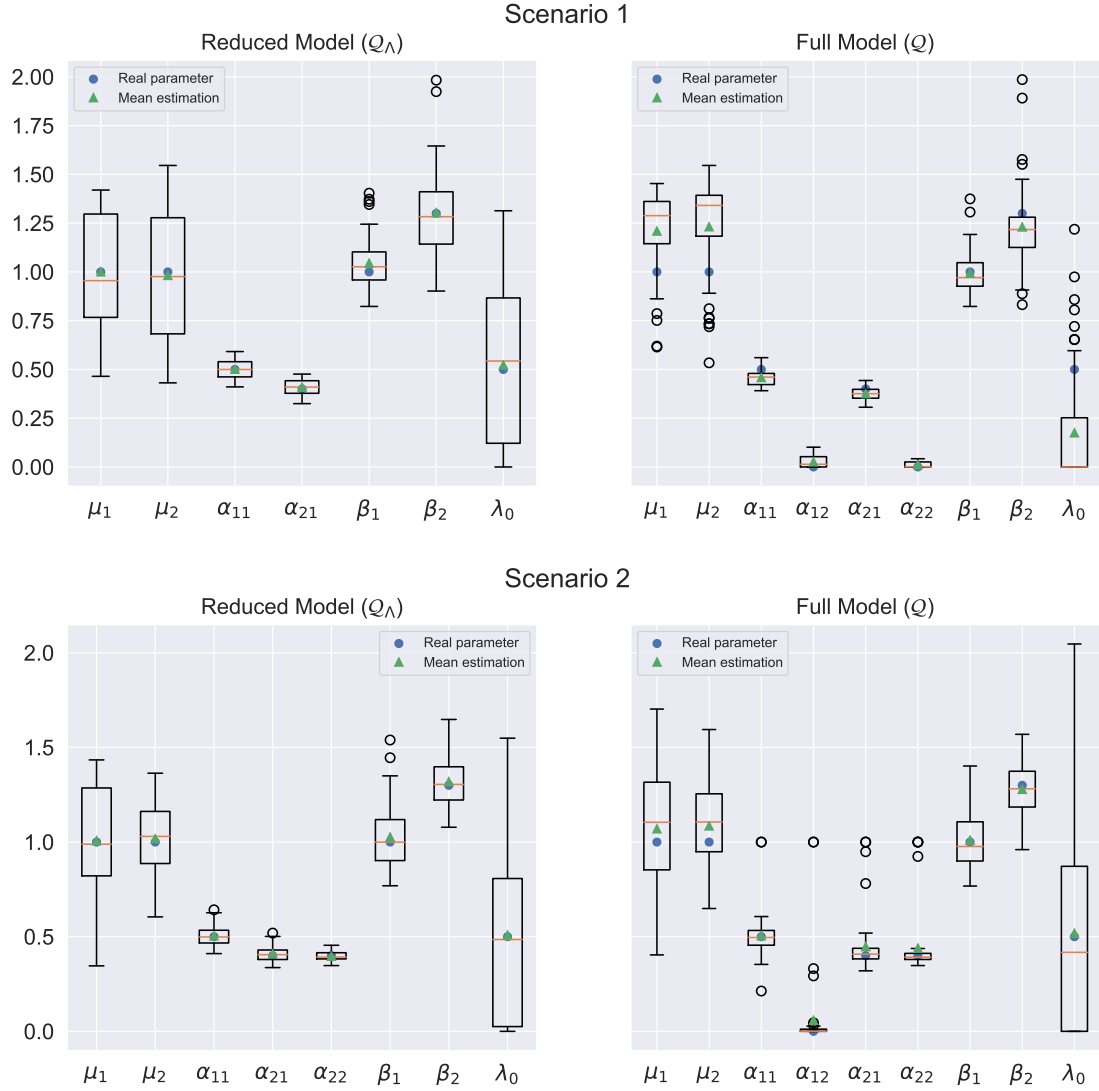 Scenario 1
Reduced Model (𝒬_Λ)
Full Model (𝒬)
Real parameter
Mean estimation
Real parameter
Mean estimation
2.00
1.75
1.50
1.25
1.00
0.75
0.50
0.25
0.00
μ₁ μ₂ α₁₁ α₂₁ β₁ β₂ λ₀
μ₁ μ₂ α₁₁ α₁₂ α₂₁ α₂₂ β₁ β₂ λ₀
Scenario 2
Reduced Model (𝒬_Λ)
Full Model (𝒬)
Real parameter
Mean estimation
Real parameter
Mean estimation
2.0
1.5
1.0
0.5
0.0
μ₁ μ₂ α₁₁ α₂₁ α₂₂ β₁ β₂ λ₀
μ₁ μ₂ α₁₁ α₁₂ α₂₁ α₂₂ β₁ β₂ λ₀